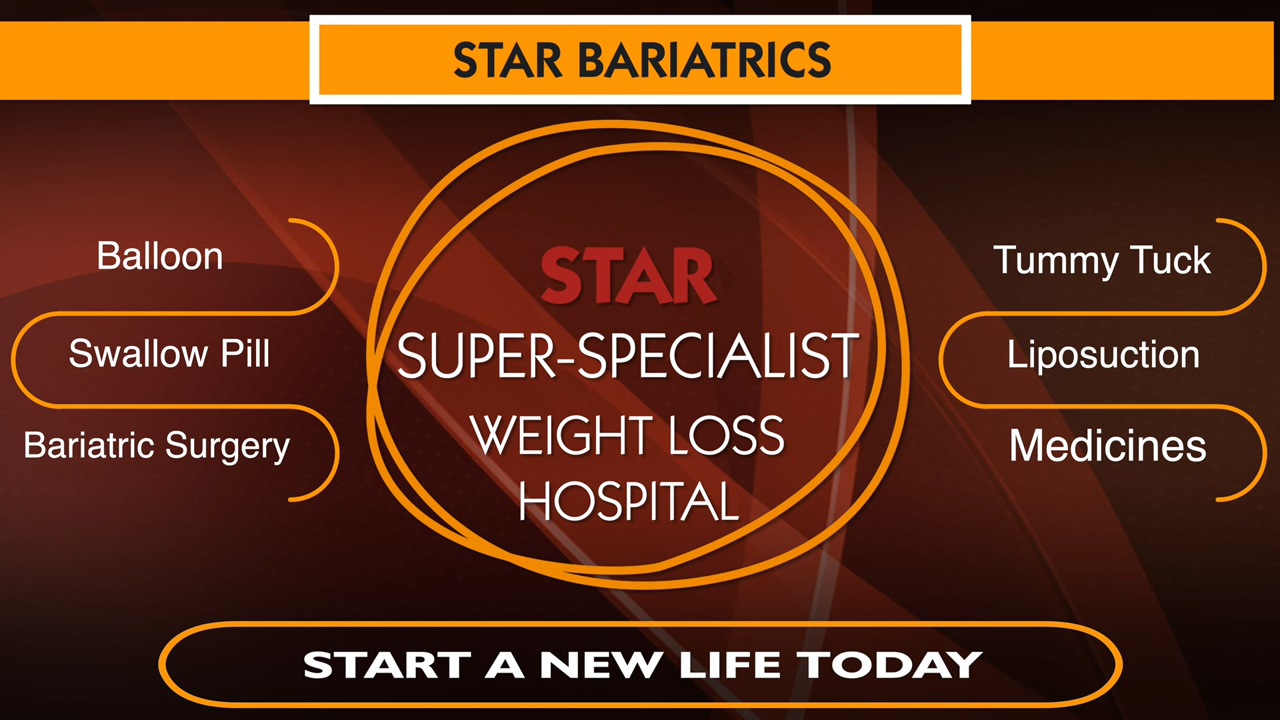 STAR BARIATRICS
Balloon
Swallow Pill
Bariatric Surgery
STAR
SUPER-SPECIALIST
WEIGHT LOSS
HOSPITAL
Tummy Tuck
Liposuction
Medicines
START A NEW LIFE TODAY